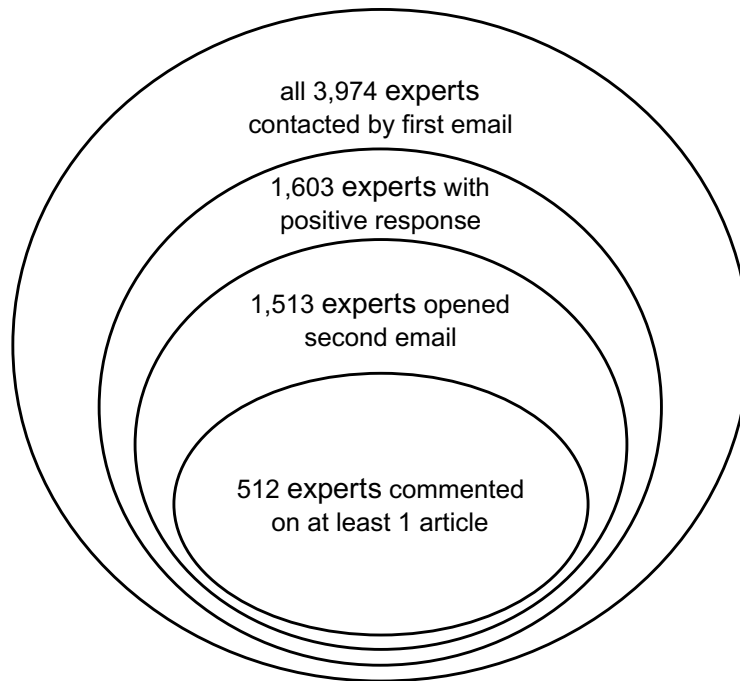 all 3,974 experts
contacted by first email
1,603 experts with
positive response
1,513 experts opened
second email
512 experts commented
on at least 1 article